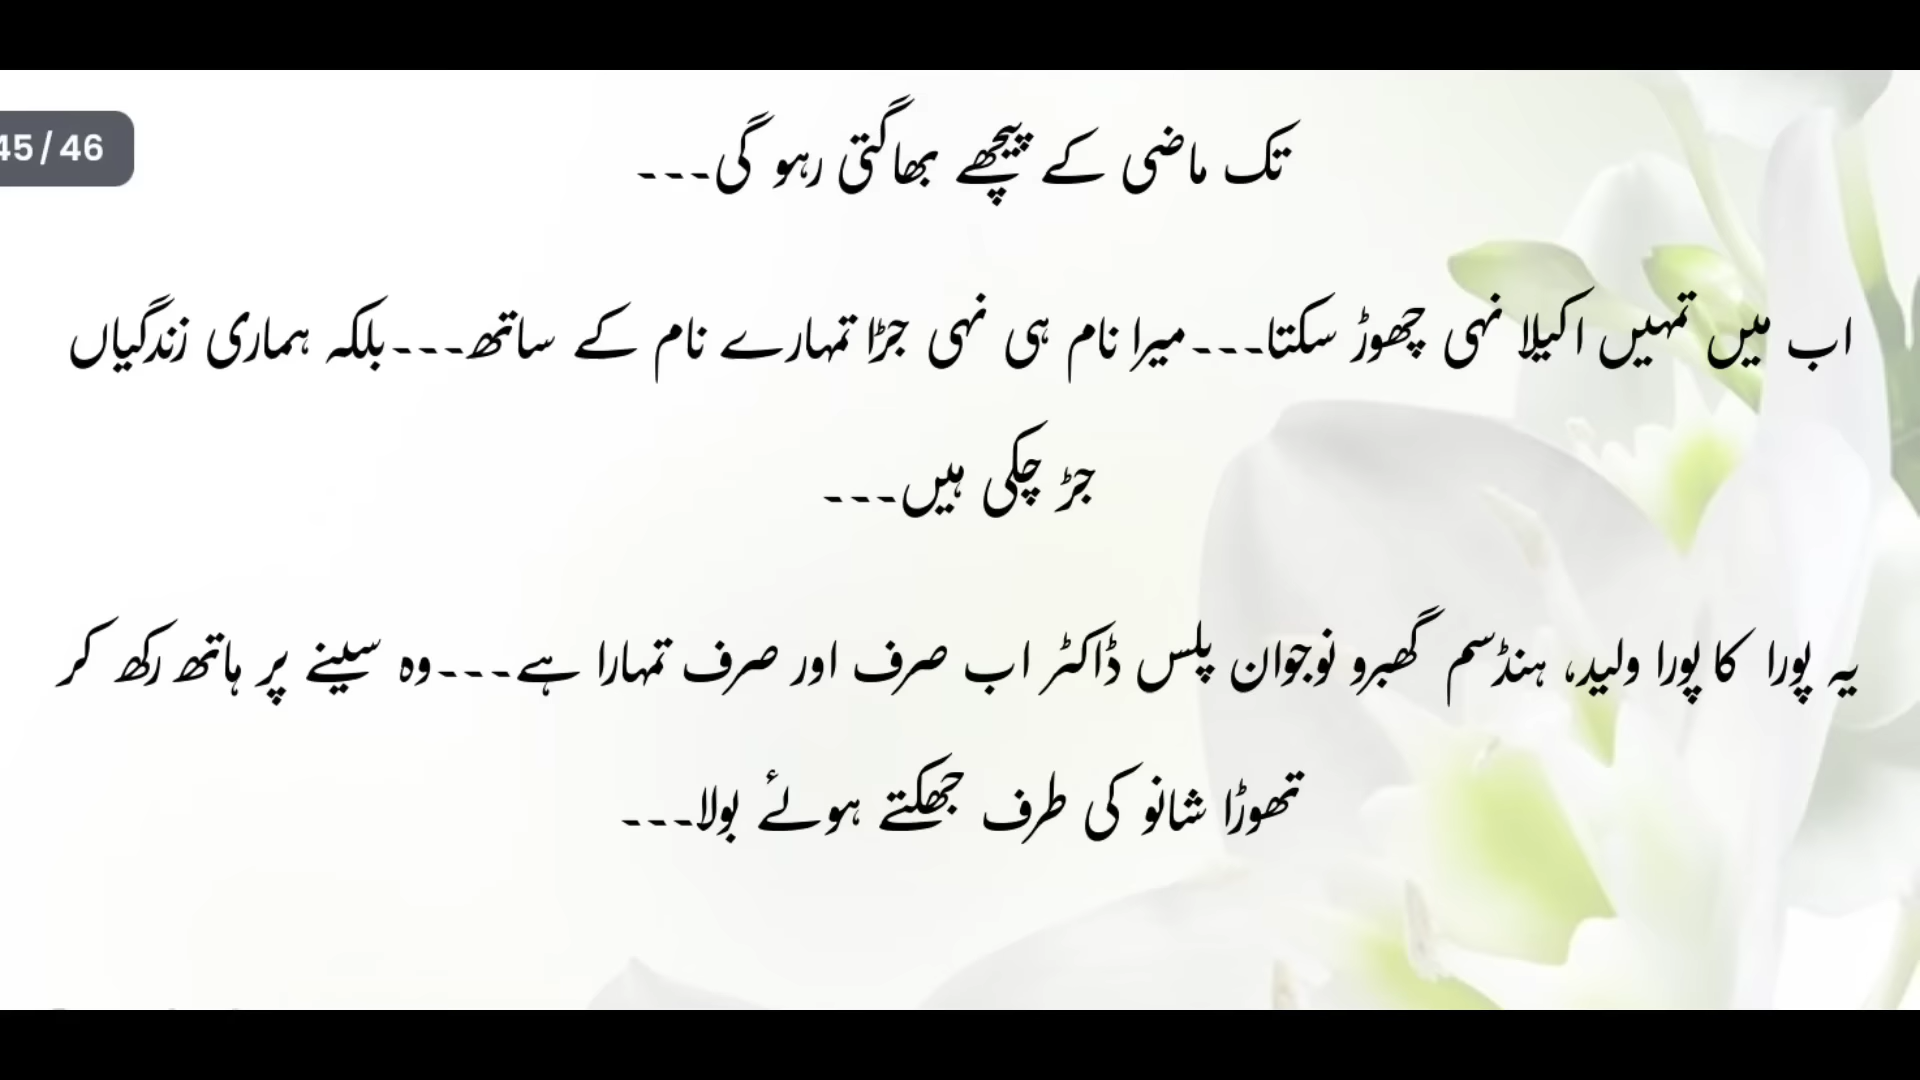 45 / 46
تک ماضی کے پیچھے بھاگتی رہو گی۔۔۔
اب میں تمہیں اکیلا نہی چھوڑ سکتا۔۔۔میرا نام ہی نہی جڑا تمہارے نام کے ساتھ۔۔۔بلکہ ہماری زندگیاں
جڑ چکی ہیں۔۔۔
یہ پورا کا پورا ولید، ہنڈسم گھبرو نوجوان پلس ڈاکٹر اب صرف اور صرف تمہارا ہے۔۔۔وہ سینے پر ہاتھ رکھ کر
تھوڑا شانو کی طرف جھکتے ہوئے بولا۔۔۔